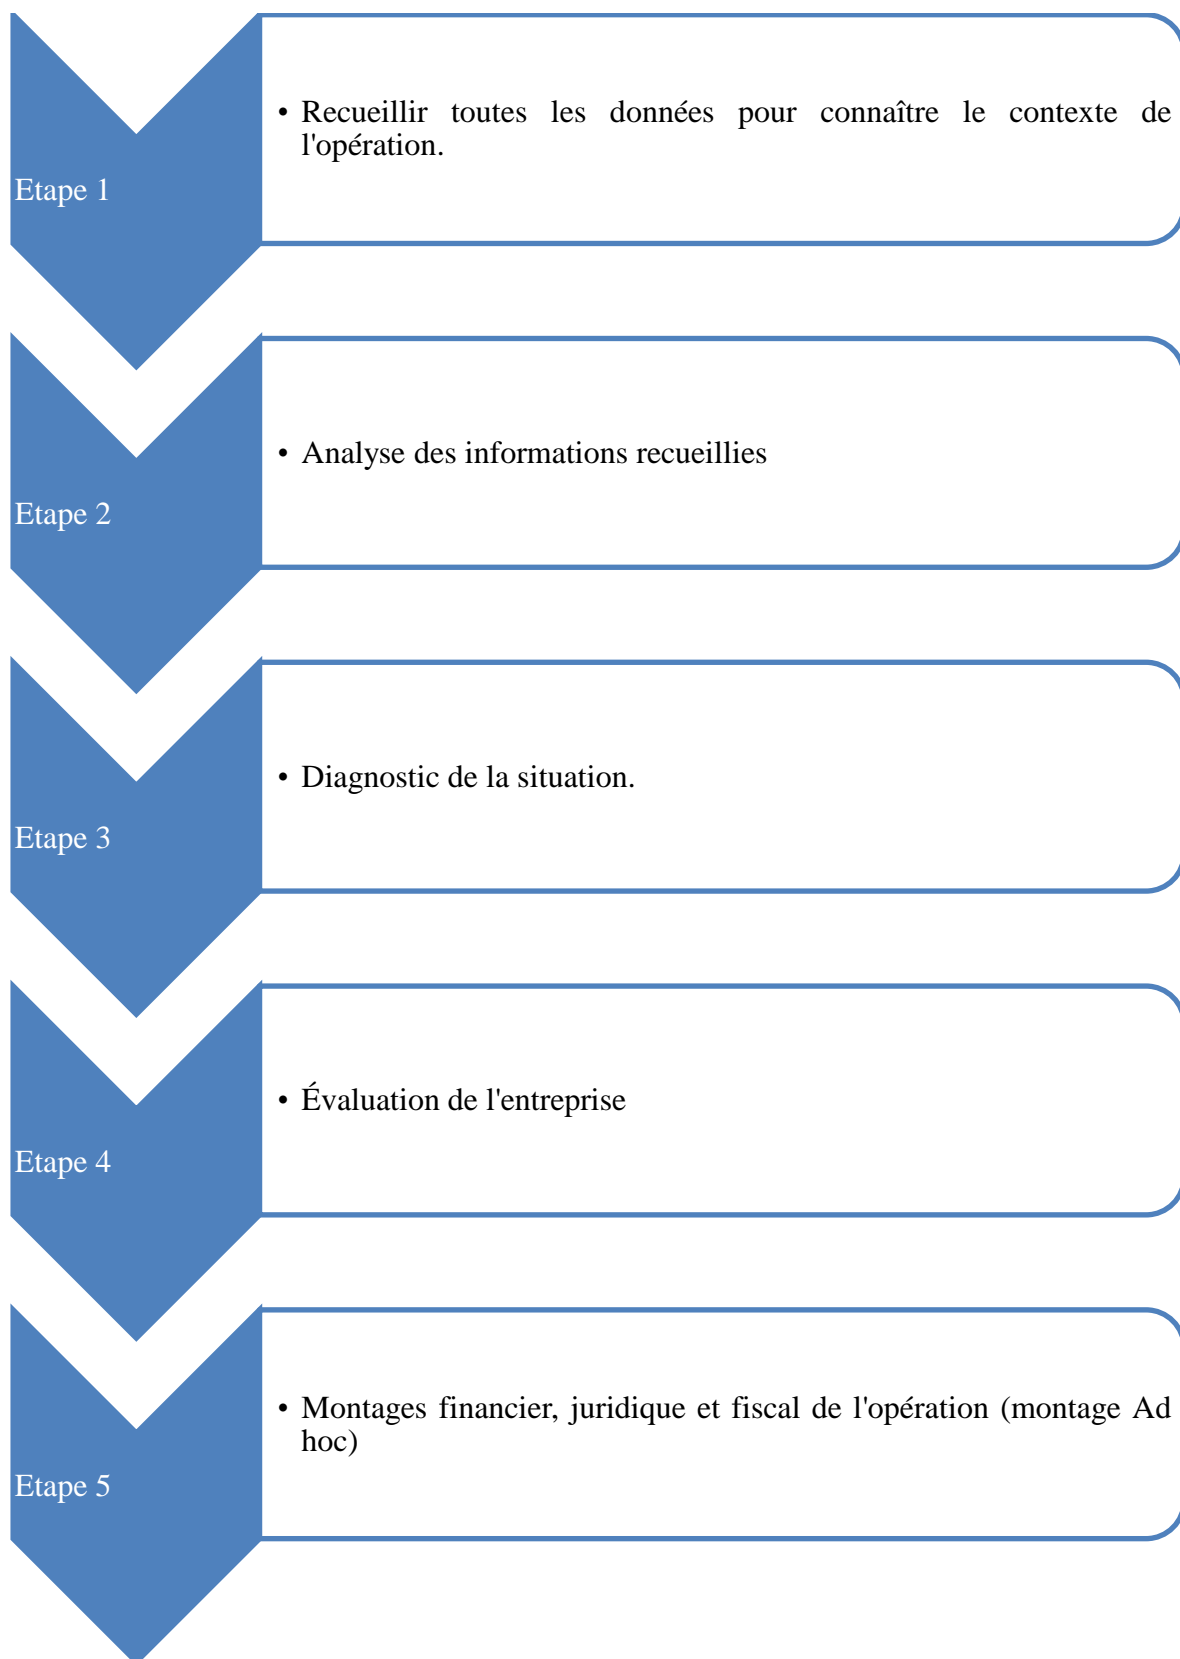 Etape 1
• Recueillir toutes les données pour connaître le contexte de
l'opération.
Etape 2
• Analyse des informations recueillies
Etape 3
• Diagnostic de la situation.
Etape 4
• Évaluation de l'entreprise
Etape 5
• Montages financier, juridique et fiscal de l'opération (montage Ad
hoc)